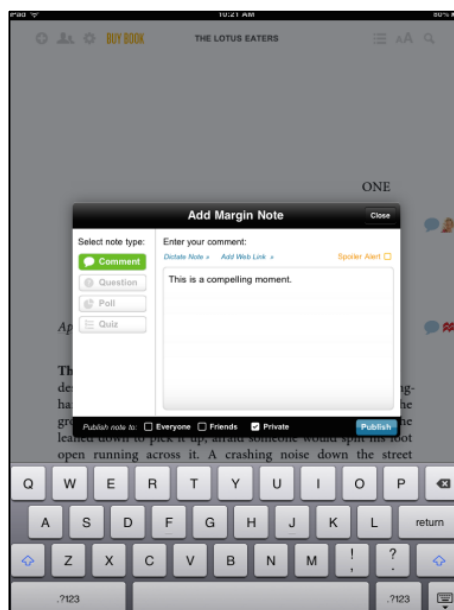 iPad 10:21 AM 80%
BUY BOOK THE LOTUS EATERS AA
ONE
Add Margin Note Close
Select note type: Enter your comment:
Dictate Note » Add Web Link » Spoiler Alert
Comment
This is a compelling moment.
Question
Poll
Quiz
Ap
Th
de ng-
ha
gr he
Publish note to: Everyone Friends Private Publish
leaned down to pick it up, afraid someone would split his foot
open running across it. A crashing noise down the street
Q W E R T Y U I O P
A S D F G H J K L return
Z X C V B N M ! , ? .
.?123 .?123